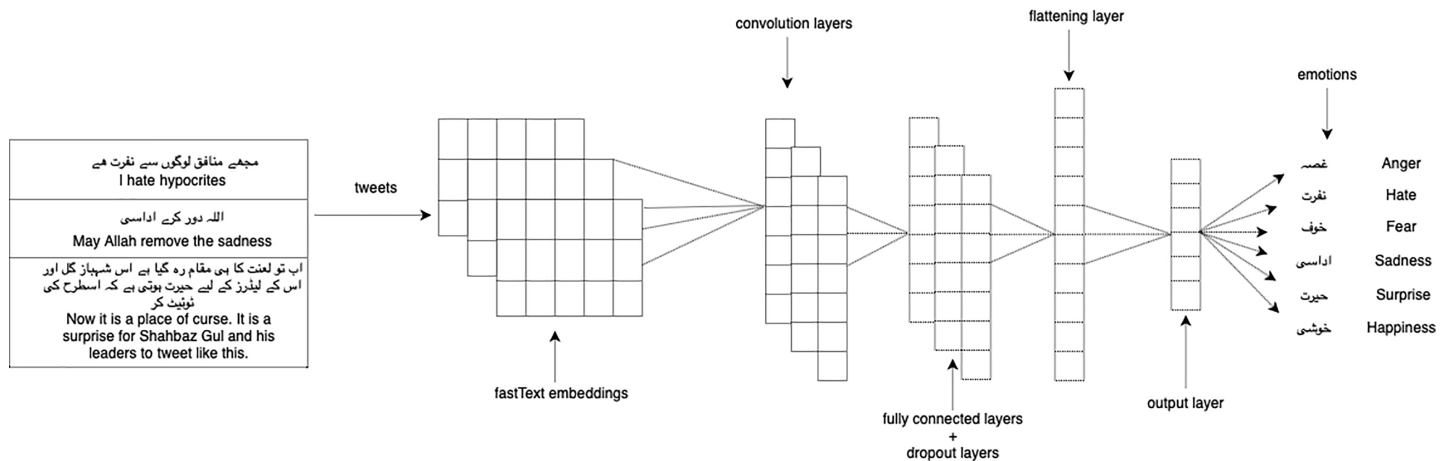 convolution layers
flattening layer
emotions
مجھے منافق لوگوں سے نفرت ھے
I hate hypocrites
اللہ دور کرے اداسی
May Allah remove the sadness
اب تو لعنت کا ہی مقام رہ گیا ہے اس شہباز گل اور
اس کے لیڈرز کے لیے حیرت ہوتی ہے کہ اسطرح کی
ٹوئیٹ کر
Now it is a place of curse. It is a
surprise for Shahbaz Gul and his
leaders to tweet like this.
tweets
fastText embeddings
fully connected layers
+
dropout layers
output layer
غصہ Anger
نفرت Hate
خوف Fear
اداسی Sadness
حیرت Surprise
خوشی Happiness